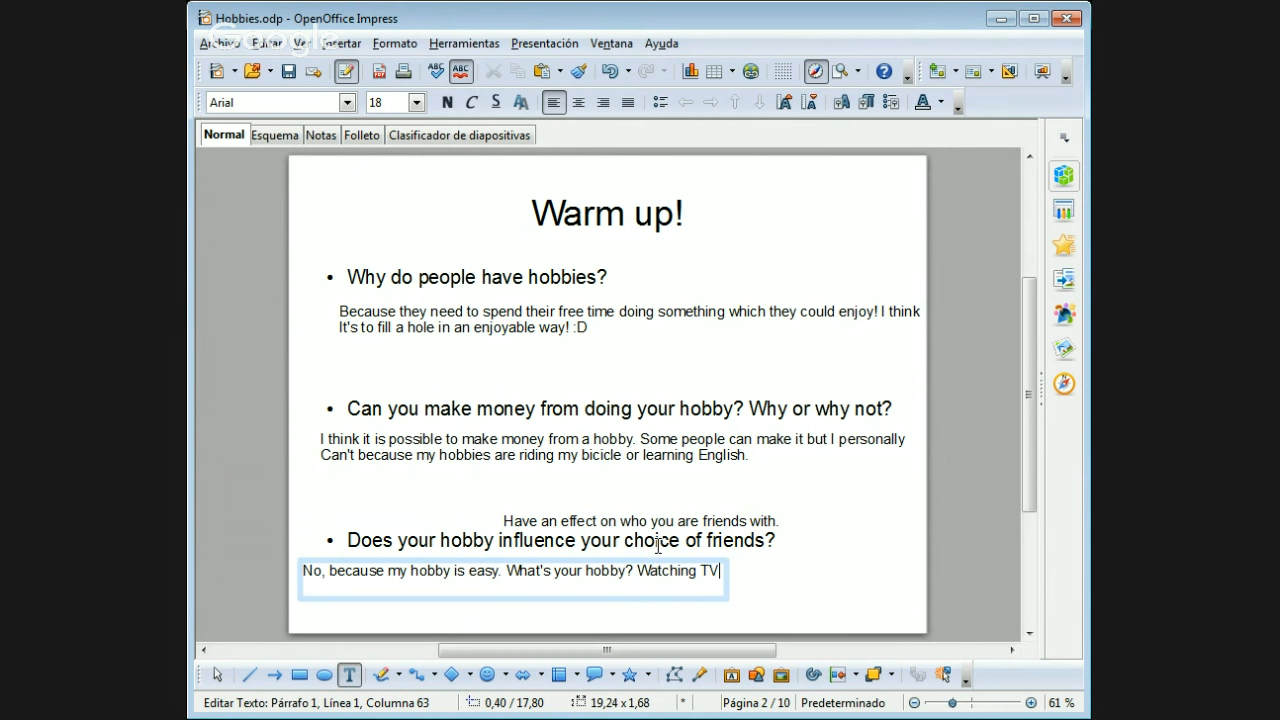 Hobbies.odp - OpenOffice Impress
Google
Archivo Editar Ver Insertar Formato Herramientas Presentación Ventana Ayuda
Arial 18 N C S
Normal Esquema Notas Folleto Clasificador de diapositivas
Warm up!
• Why do people have hobbies?
Because they need to spend their free time doing something which they could enjoy! I think
It's to fill a hole in an enjoyable way! :D
• Can you make money from doing your hobby? Why or why not?
I think it is possible to make money from a hobby. Some people can make it but I personally
Can't because my hobbies are riding my bicicle or learning English.
Have an effect on who you are friends with.
• Does your hobby influence your choice of friends?
No, because my hobby is easy. What's your hobby? Watching TV
Editar Texto: Párrafo 1, Línea 1, Columna 63 0,40 / 17,80 19,24 x 1,68 * Página 2 / 10 Predeterminado 61 %